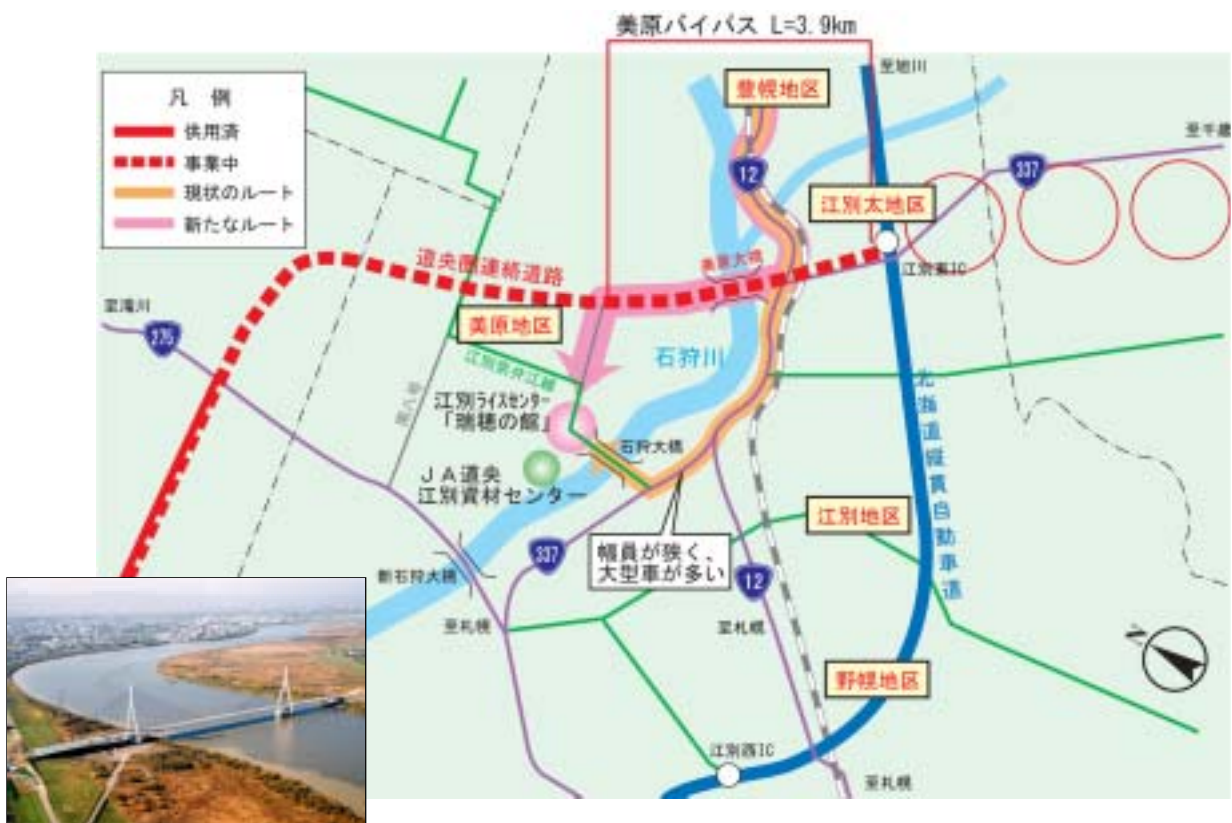 美原バイパス L=3.9km
凡 例
供用済
事業中
現状のルート
新たなルート
豊幌地区
至旭川
至千歳
12
337
江別太地区
江別東IC
美原大橋
道央圏連絡道路
至滝川
275
美原地区
石狩川
江別ライスセンター
「瑞穂の館」
石狩大橋
JA道央
江別資材センター
北海道縦貫自動車道
江別地区
幅員が狭く、
大型車が多い
337
新石狩大橋
12
至札幌
至札幌
野幌地区
N
江別西IC
至札幌